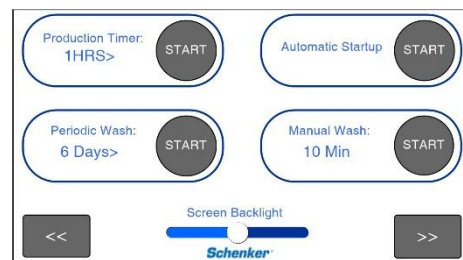 Production Timer:
1HRS>
START
Automatic Startup
START
Periodic Wash:
6 Days>
START
Manual Wash:
10 Min
START
Screen Backlight
<<
>>
Schenker